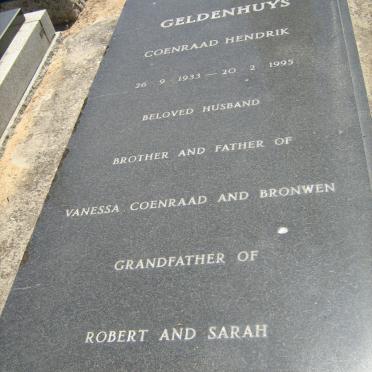 GELDENHUYS
COENRAAD HENDRIK
26 · 9 · 1933 — 20 · 2 · 1995
BELOVED HUSBAND
BROTHER AND FATHER OF
VANESSA COENRAAD AND BRONWEN
GRANDFATHER OF
ROBERT AND SARAH